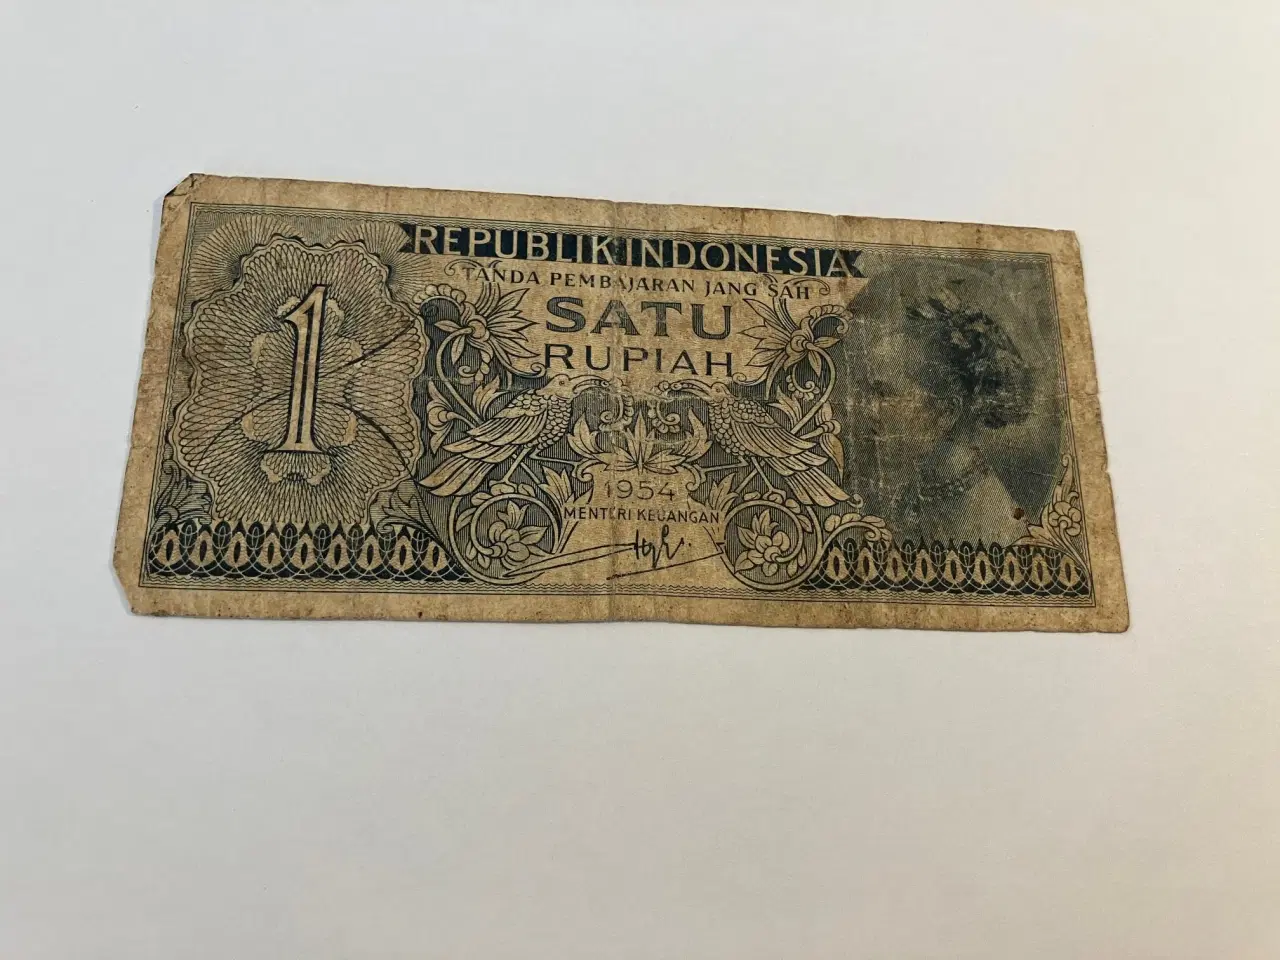 REPUBLIK INDONESIA
TANDA PEMBAJARAN JANG SAH
SATU
RUPIAH
1
1954
MENTERI KEUANGAN